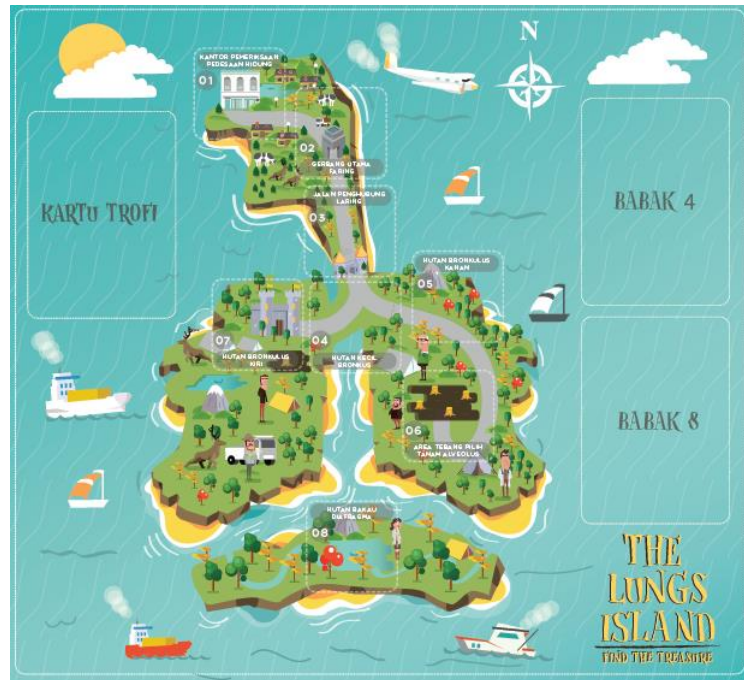 KANTOR PEMERIKSAAN
PEDESAAN HIDUNG
01
N
02
GERBANG UTAMA
FARING
JALAN PENGHUBUNG
LARING
03
KARTU TROFI
BABAK 4
HUTAN BRONKULUS
KANAN
05
07
HUTAN BRONKULUS
KIRI
04
HUTAN KECIL
BRONKUS
06
AREA TEBANG PILIH
TANAM ALVEOLUS
BABAK 8
HUTAN BAKAU
DIAFRAGMA
08
THE
LUNGS
ISLAND
FIND THE TREASURE